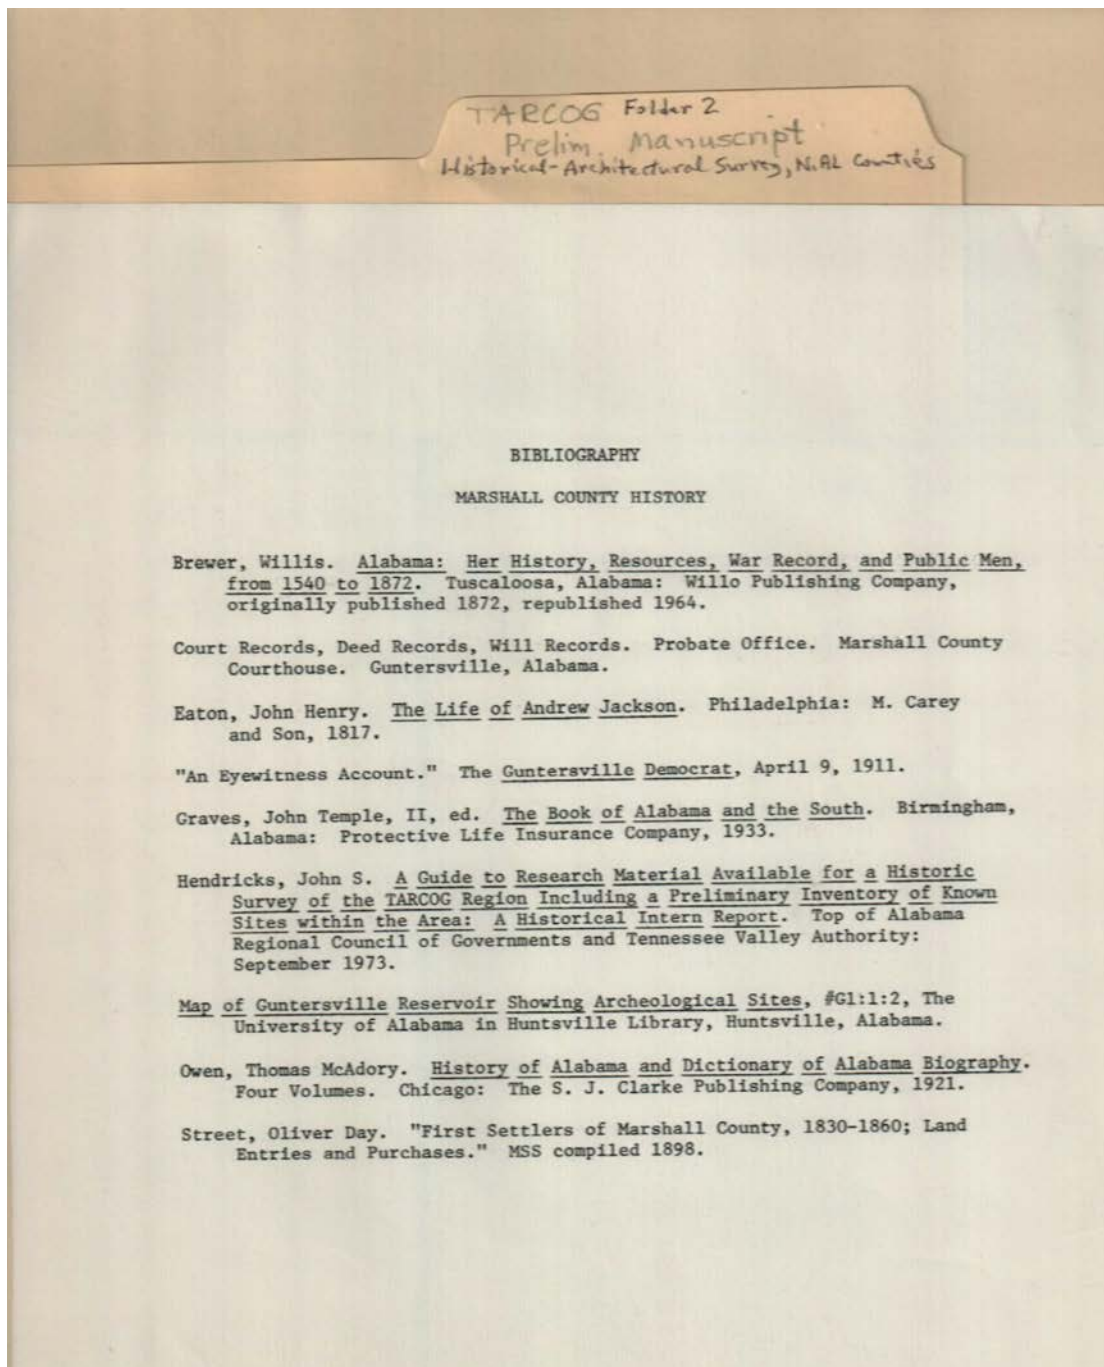 TARCOG Folder 2
Prelim. Manuscript
Historical-Architectural Survey, N. AL Counties
BIBLIOGRAPHY
MARSHALL COUNTY HISTORY
Brewer, Willis. Alabama: Her History, Resources, War Record, and Public Men,
from 1540 to 1872. Tuscaloosa, Alabama: Willo Publishing Company,
originally published 1872, republished 1964.
Court Records, Deed Records, Will Records. Probate Office. Marshall County
Courthouse. Guntersville, Alabama.
Eaton, John Henry. The Life of Andrew Jackson. Philadelphia: M. Carey
and Son, 1817.
"An Eyewitness Account." The Guntersville Democrat, April 9, 1911.
Graves, John Temple, II, ed. The Book of Alabama and the South. Birmingham,
Alabama: Protective Life Insurance Company, 1933.
Hendricks, John S. A Guide to Research Material Available for a Historic
Survey of the TARCOG Region Including a Preliminary Inventory of Known
Sites within the Area: A Historical Intern Report. Top of Alabama
Regional Council of Governments and Tennessee Valley Authority:
September 1973.
Map of Guntersville Reservoir Showing Archeological Sites, #G1:1:2, The
University of Alabama in Huntsville Library, Huntsville, Alabama.
Owen, Thomas McAdory. History of Alabama and Dictionary of Alabama Biography.
Four Volumes. Chicago: The S. J. Clarke Publishing Company, 1921.
Street, Oliver Day. "First Settlers of Marshall County, 1830-1860; Land
Entries and Purchases." MSS compiled 1898.